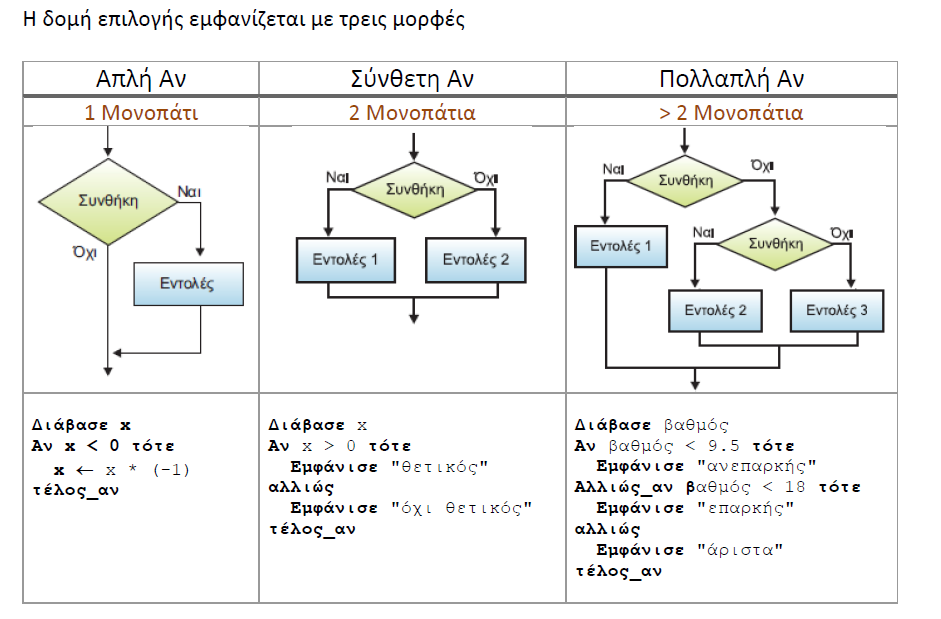 Η δομή επιλογής εμφανίζεται με τρεις μορφές
Απλή Αν
Σύνθετη Αν
Πολλαπλή Αν
1 Μονοπάτι
2 Μονοπάτια
> 2 Μονοπάτια
Συνθήκη
Ναι
Όχι
Εντολές
Ναι
Συνθήκη
Όχι
Εντολές 1
Εντολές 2
Ναι
Συνθήκη
Όχι
Εντολές 1
Ναι
Συνθήκη
Όχι
Εντολές 2
Εντολές 3
Διάβασε x
Αν x < 0 τότε
x ← x * (-1)
τέλος_αν
Διάβασε x
Αν x > 0 τότε
Εμφάνισε "θετικός"
αλλιώς
Εμφάνισε "όχι θετικός"
τέλος_αν
Διάβασε βαθμός
Αν βαθμός < 9.5 τότε
Εμφάνισε "ανεπαρκής"
Αλλιώς_αν βαθμός < 18 τότε
Εμφάνισε "επαρκής"
αλλιώς
Εμφάνισε "άριστα"
τέλος_αν